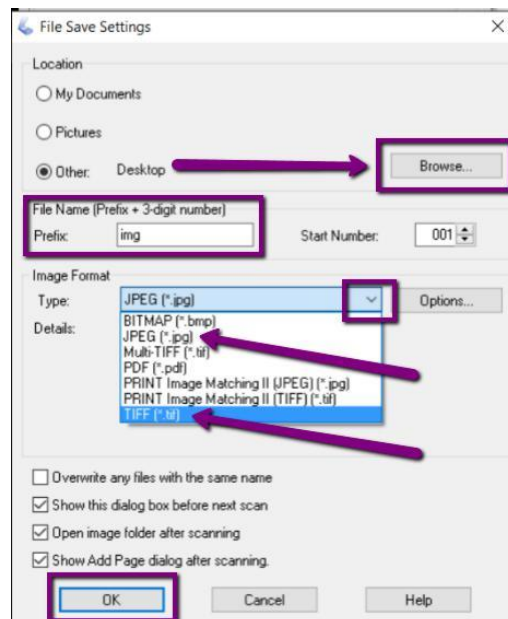 File Save Settings
Location
My Documents
Pictures
Other: Desktop Browse...
File Name (Prefix + 3-digit number)
Prefix: img Start Number: 001
Image Format
Type: JPEG (*.jpg) Options...
Details: BITMAP (*.bmp)
JPEG (*.jpg)
Multi-TIFF (*.tif)
PDF (*.pdf)
PRINT Image Matching II (JPEG) (*.jpg)
PRINT Image Matching II (TIFF) (*.tif)
TIFF (*.tif)
Overwrite any files with the same name
Show this dialog box before next scan
Open image folder after scanning
Show Add Page dialog after scanning.
OK Cancel Help